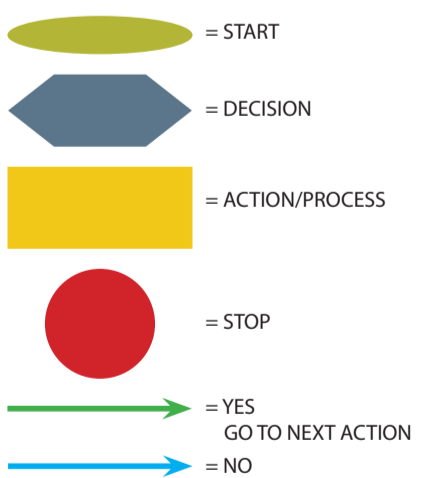 = START
= DECISION
= ACTION/PROCESS
= STOP
= YES
GO TO NEXT ACTION
= NO